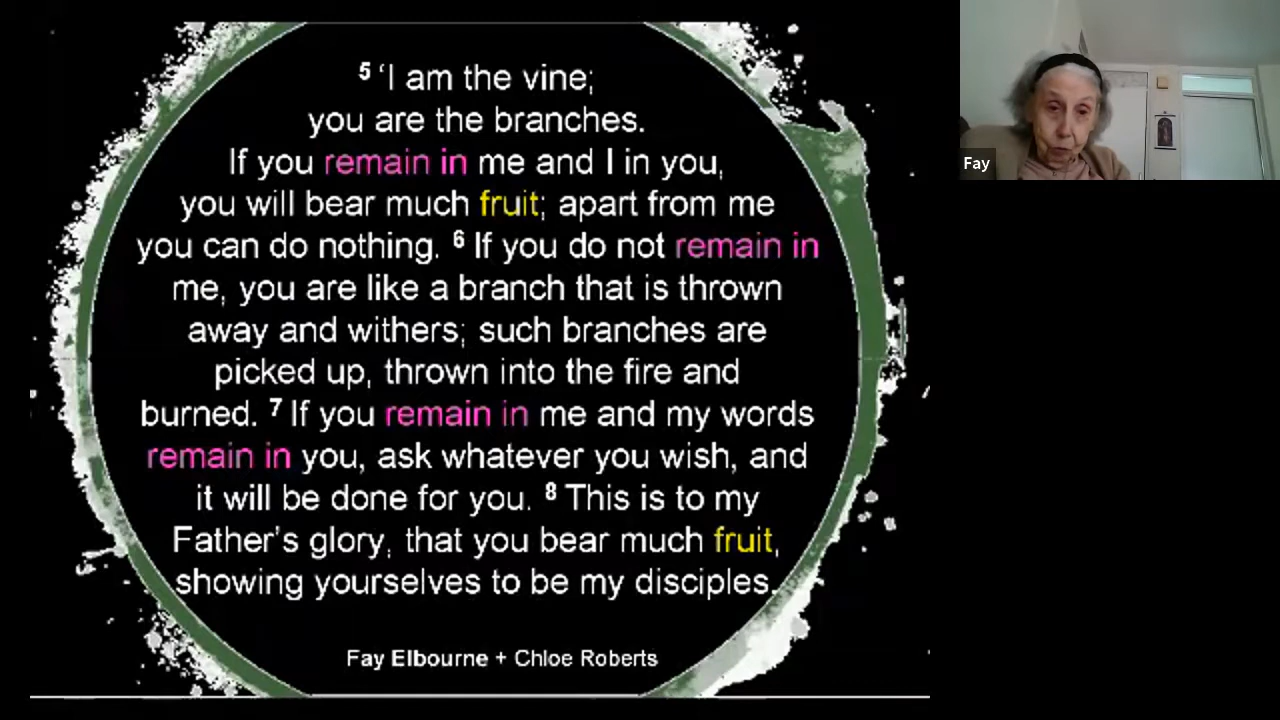 5 ‘I am the vine;
you are the branches.
If you remain in me and I in you,
you will bear much fruit; apart from me
you can do nothing. 6 If you do not remain in
me, you are like a branch that is thrown
away and withers; such branches are
picked up, thrown into the fire and
burned. 7 If you remain in me and my words
remain in you, ask whatever you wish, and
it will be done for you. 8 This is to my
Father’s glory, that you bear much fruit,
showing yourselves to be my disciples.
Fay Elbourne + Chloe Roberts
Fay